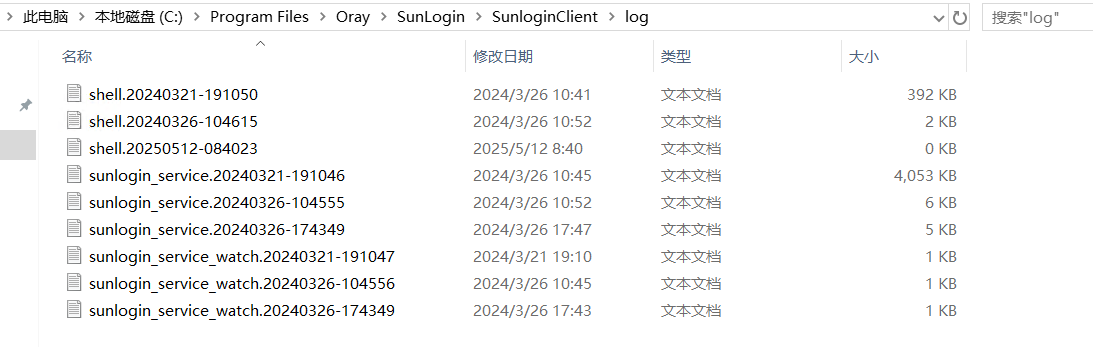 此电脑 > 本地磁盘 (C:) > Program Files > Oray > SunLogin > SunloginClient > log 搜索"log"
名称 修改日期 类型 大小
shell.20240321-191050 2024/3/26 10:41 文本文档 392 KB
shell.20240326-104615 2024/3/26 10:52 文本文档 2 KB
shell.20250512-084023 2025/5/12 8:40 文本文档 0 KB
sunlogin_service.20240321-191046 2024/3/26 10:45 文本文档 4,053 KB
sunlogin_service.20240326-104555 2024/3/26 10:52 文本文档 6 KB
sunlogin_service.20240326-174349 2024/3/26 17:47 文本文档 5 KB
sunlogin_service_watch.20240321-191047 2024/3/21 19:10 文本文档 1 KB
sunlogin_service_watch.20240326-104556 2024/3/26 10:45 文本文档 1 KB
sunlogin_service_watch.20240326-174349 2024/3/26 17:43 文本文档 1 KB